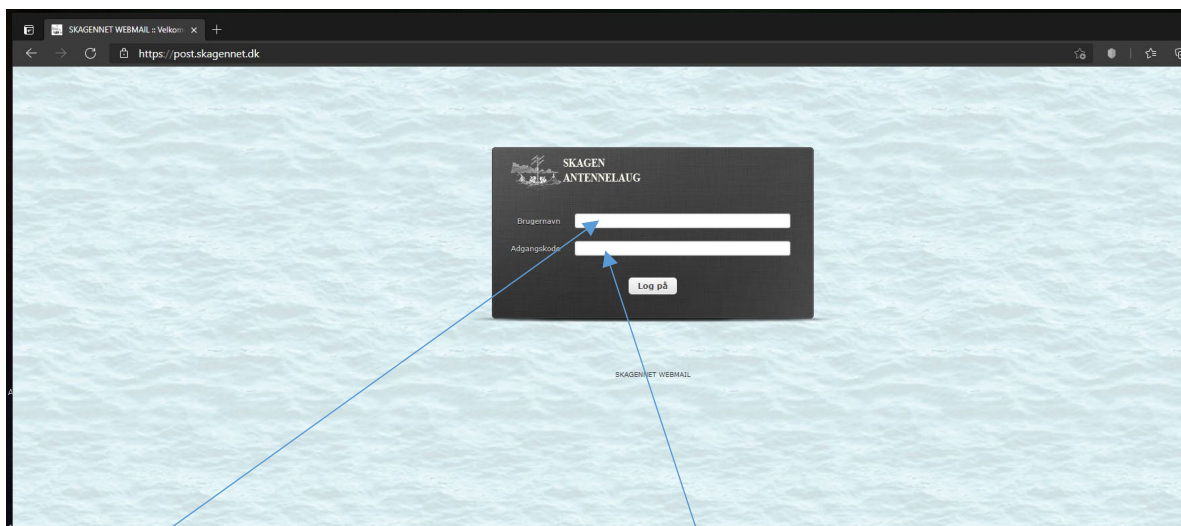 SKAGENNET WEBMAIL :: Velkom
https://post.skagennet.dk
SKAGEN
ANTENNELAUG
Brugernavn
Adgangskode
Log på
SKAGENNET WEBMAIL